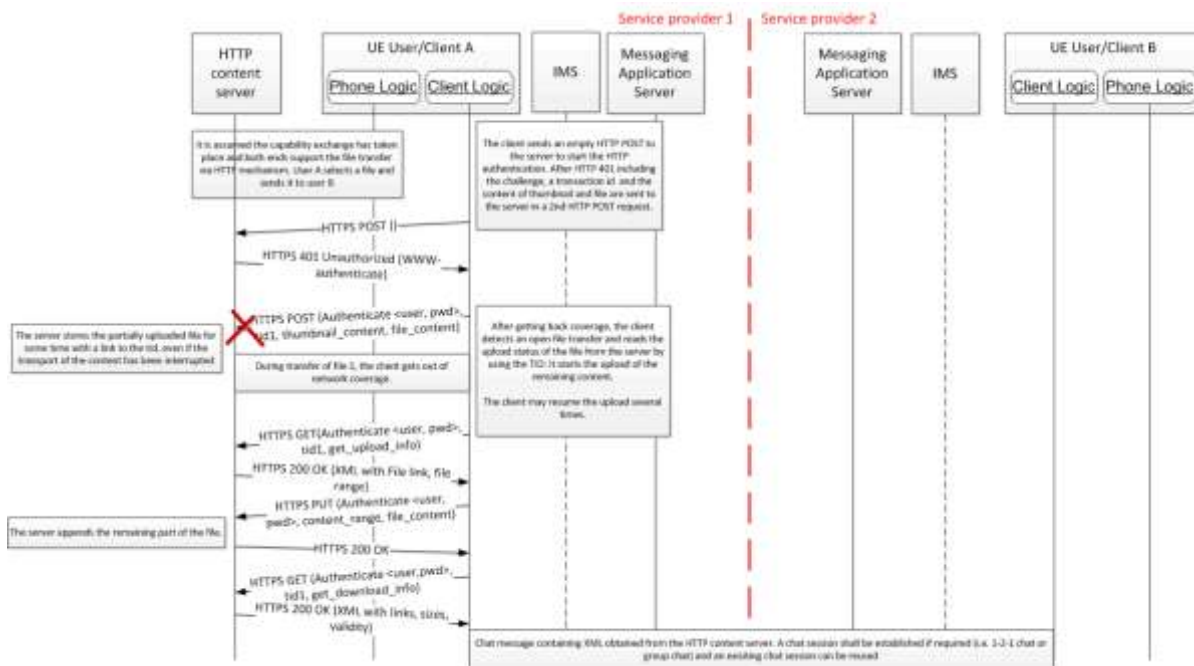 Service provider 1
Service provider 2
HTTP
content
server
UE User/Client A
Phone Logic
Client Logic
IMS
Messaging
Application
Server
Messaging
Application
Server
IMS
UE User/Client B
Client Logic
Phone Logic
It is assumed the capability exchange has taken
place and both ends support the file transfer
via HTTP mechanism. User A selects a file and
sends it to user B
The client sends an empty HTTP POST to
the server to start the HTTP
authentication. After HTTP 401 including
the challenge, a transaction id and the
content of thumbnail and file are sent to
the server in a 2nd HTTP POST request.
HTTPS POST ()
HTTPS 401 Unauthorized (WWW-
authenticate)
HTTPS POST (Authenticate <user, pwd>,
tid1, thumbnail_content, file_content)
The server stores the partially uploaded file for
some time with a link to the tid, even if the
transport of the content has been interrupted
During transfer of file 1, the client gets out of
network coverage.
After getting back coverage, the client
detects an open file transfer and reads the
upload status of the file from the server by
using the TID: it starts the upload of the
remaining content.
The client may resume the upload several
times.
HTTPS GET(Authenticate <user, pwd>,
tid1, get_upload_info)
HTTPS 200 OK (XML with File link, file
range)
HTTPS PUT (Authenticate <user,
pwd>, content_range, file_content)
The server appends the remaining part of the file.
HTTPS 200 OK
HTTPS GET (Authenticate <user,pwd>,
tid1, get_download_info)
HTTPS 200 OK (XML with links, sizes,
validity)
Chat message containing XML obtained from the HTTP content server. A chat session shall be established if required (i.e. 1-2-1 chat or
group chat) and an existing chat session can be reused